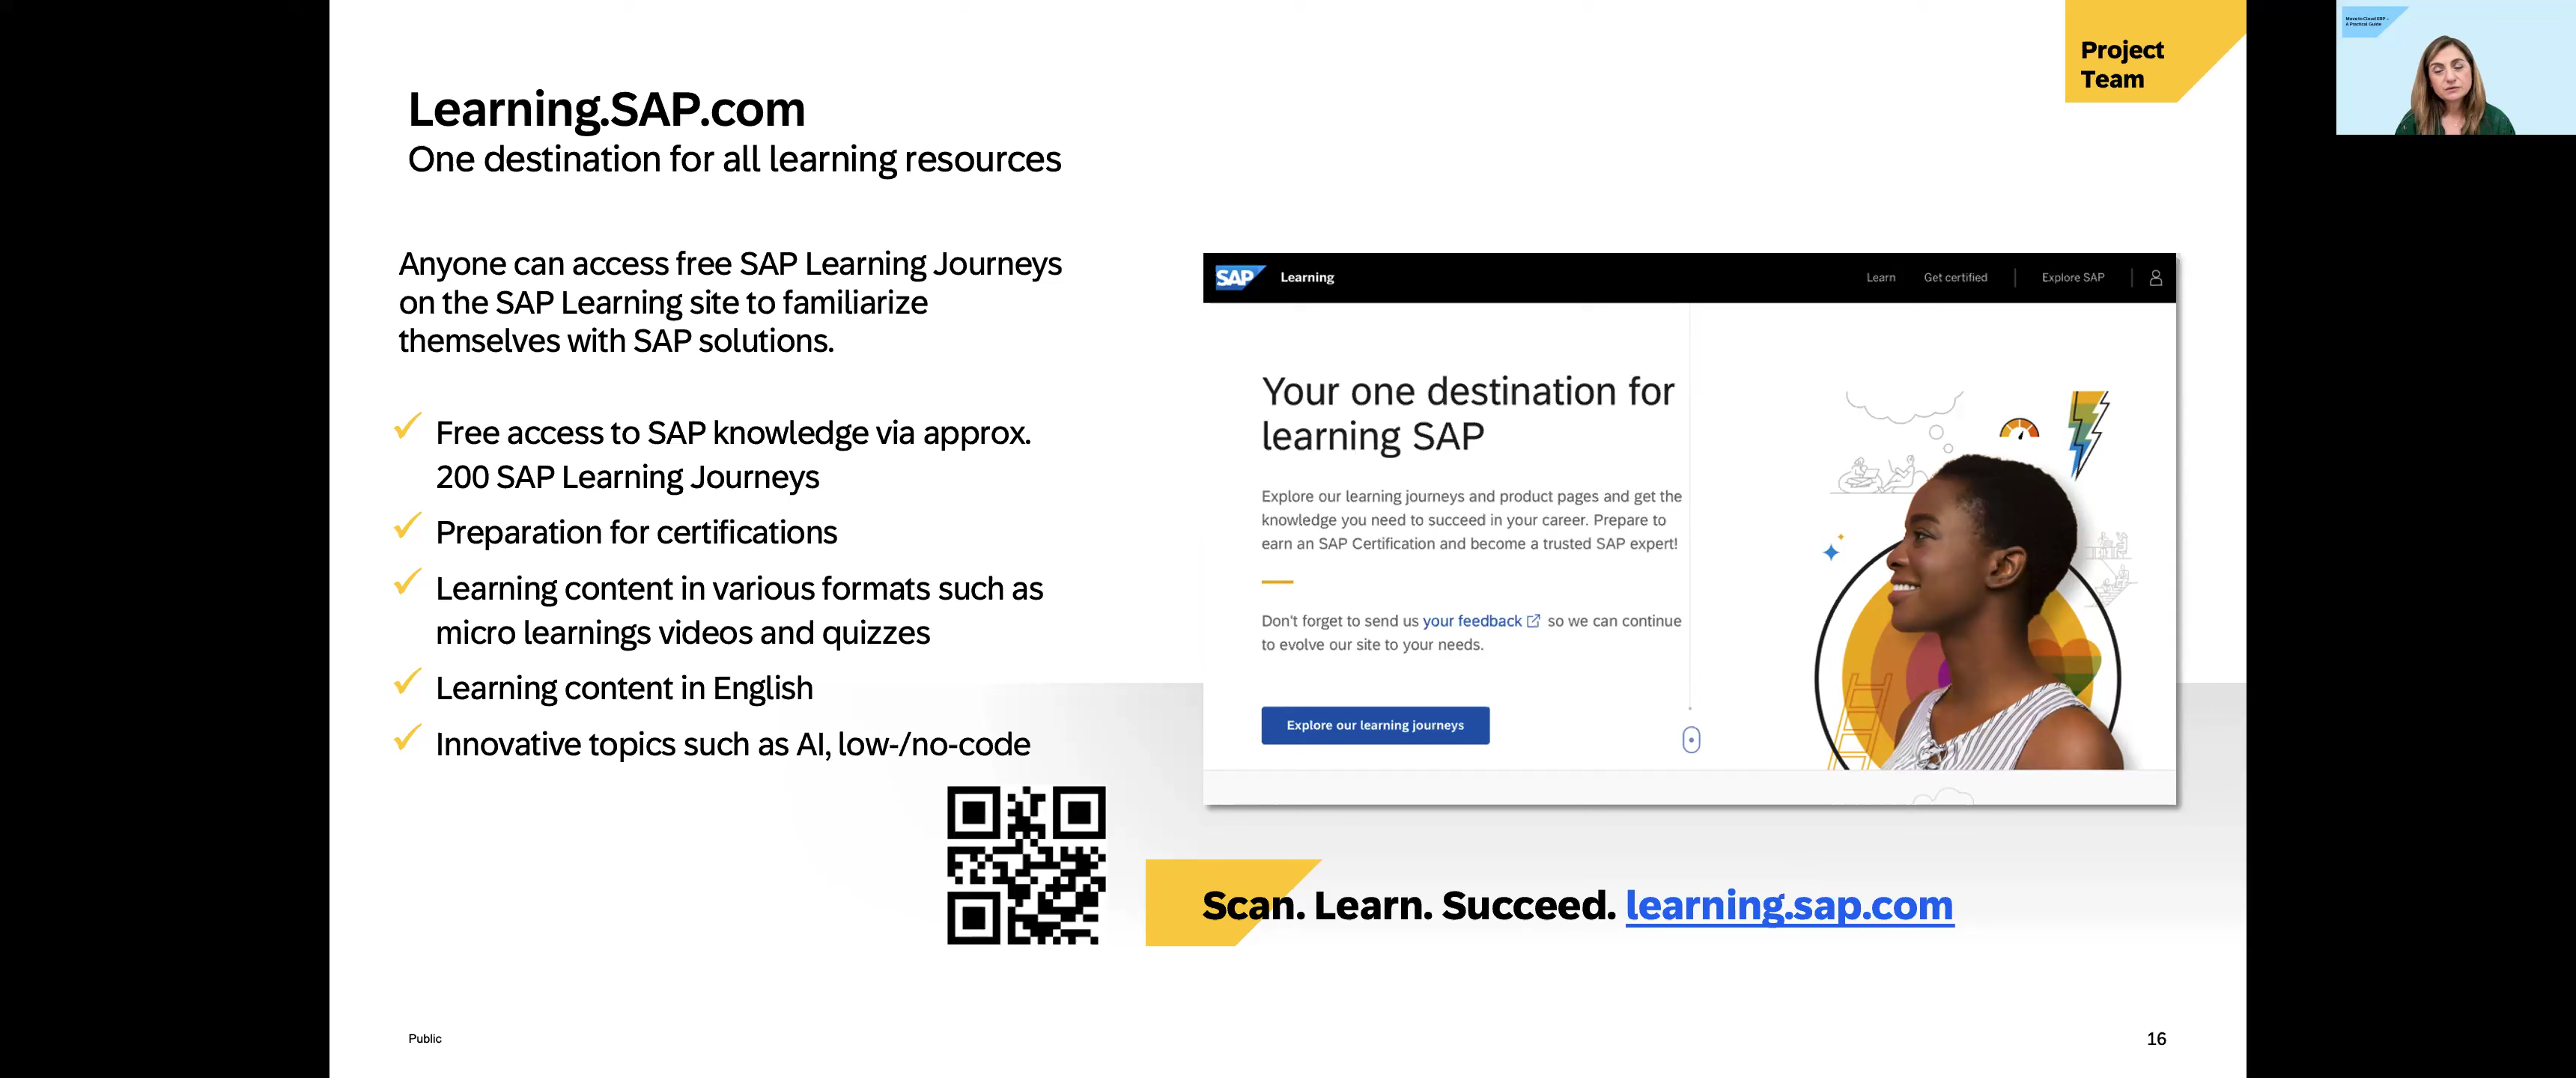 Project
Team
Move to Cloud ERP –
A Practical Guide
Learning.SAP.com
One destination for all learning resources
Anyone can access free SAP Learning Journeys
on the SAP Learning site to familiarize
themselves with SAP solutions.
Free access to SAP knowledge via approx.
200 SAP Learning Journeys
Preparation for certifications
Learning content in various formats such as
micro learnings videos and quizzes
Learning content in English
Innovative topics such as AI, low-/no-code
SAP Learning Learn Get certified Explore SAP
Your one destination for
learning SAP
Explore our learning journeys and product pages and get the
knowledge you need to succeed in your career. Prepare to
earn an SAP Certification and become a trusted SAP expert!
Don't forget to send us your feedback so we can continue
to evolve our site to your needs.
Explore our learning journeys
Scan. Learn. Succeed. learning.sap.com
Public
16